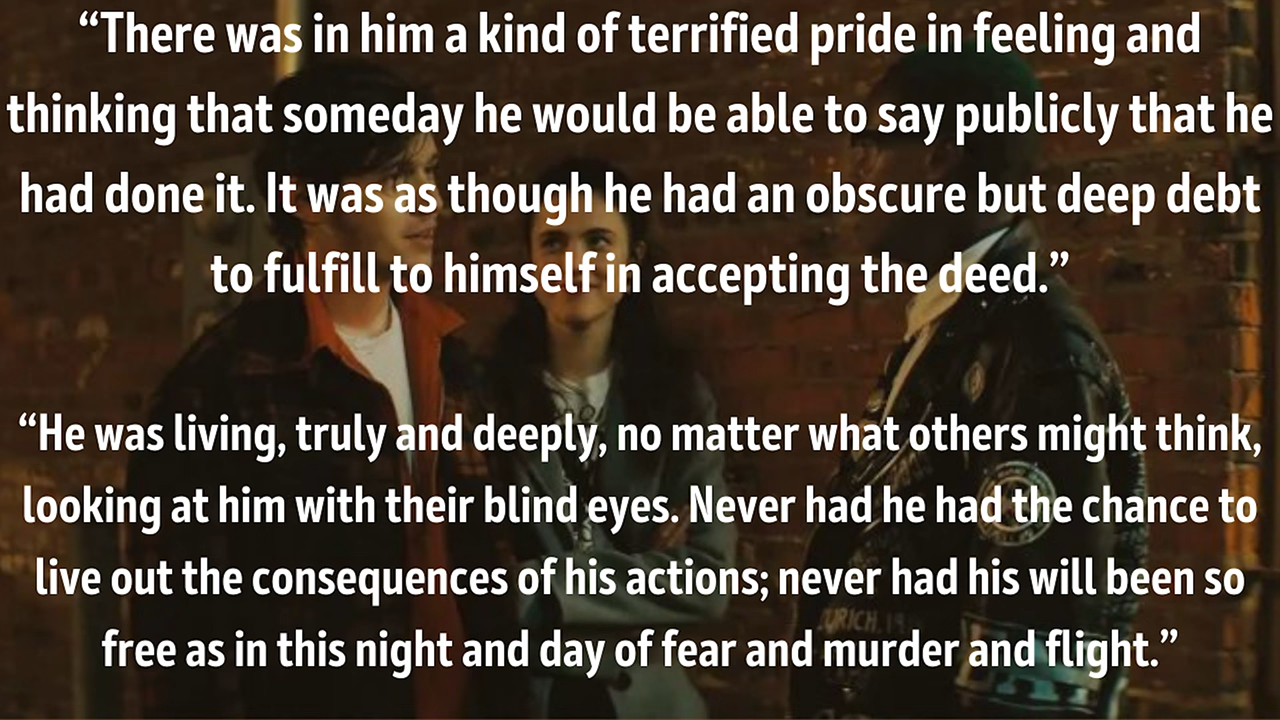 “There was in him a kind of terrified pride in feeling and
thinking that someday he would be able to say publicly that he
had done it. It was as though he had an obscure but deep debt
to fulfill to himself in accepting the deed.”
“He was living, truly and deeply, no matter what others might think,
looking at him with their blind eyes. Never had he had the chance to
live out the consequences of his actions; never had his will been so
free as in this night and day of fear and murder and flight.”